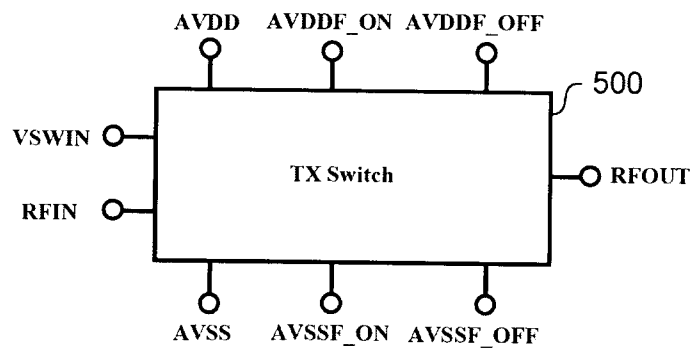 AVDD AVDDF_ON AVDDF_OFF
500
VSWIN
TX Switch
RFOUT
RFIN
AVSS AVSSF_ON AVSSF_OFF